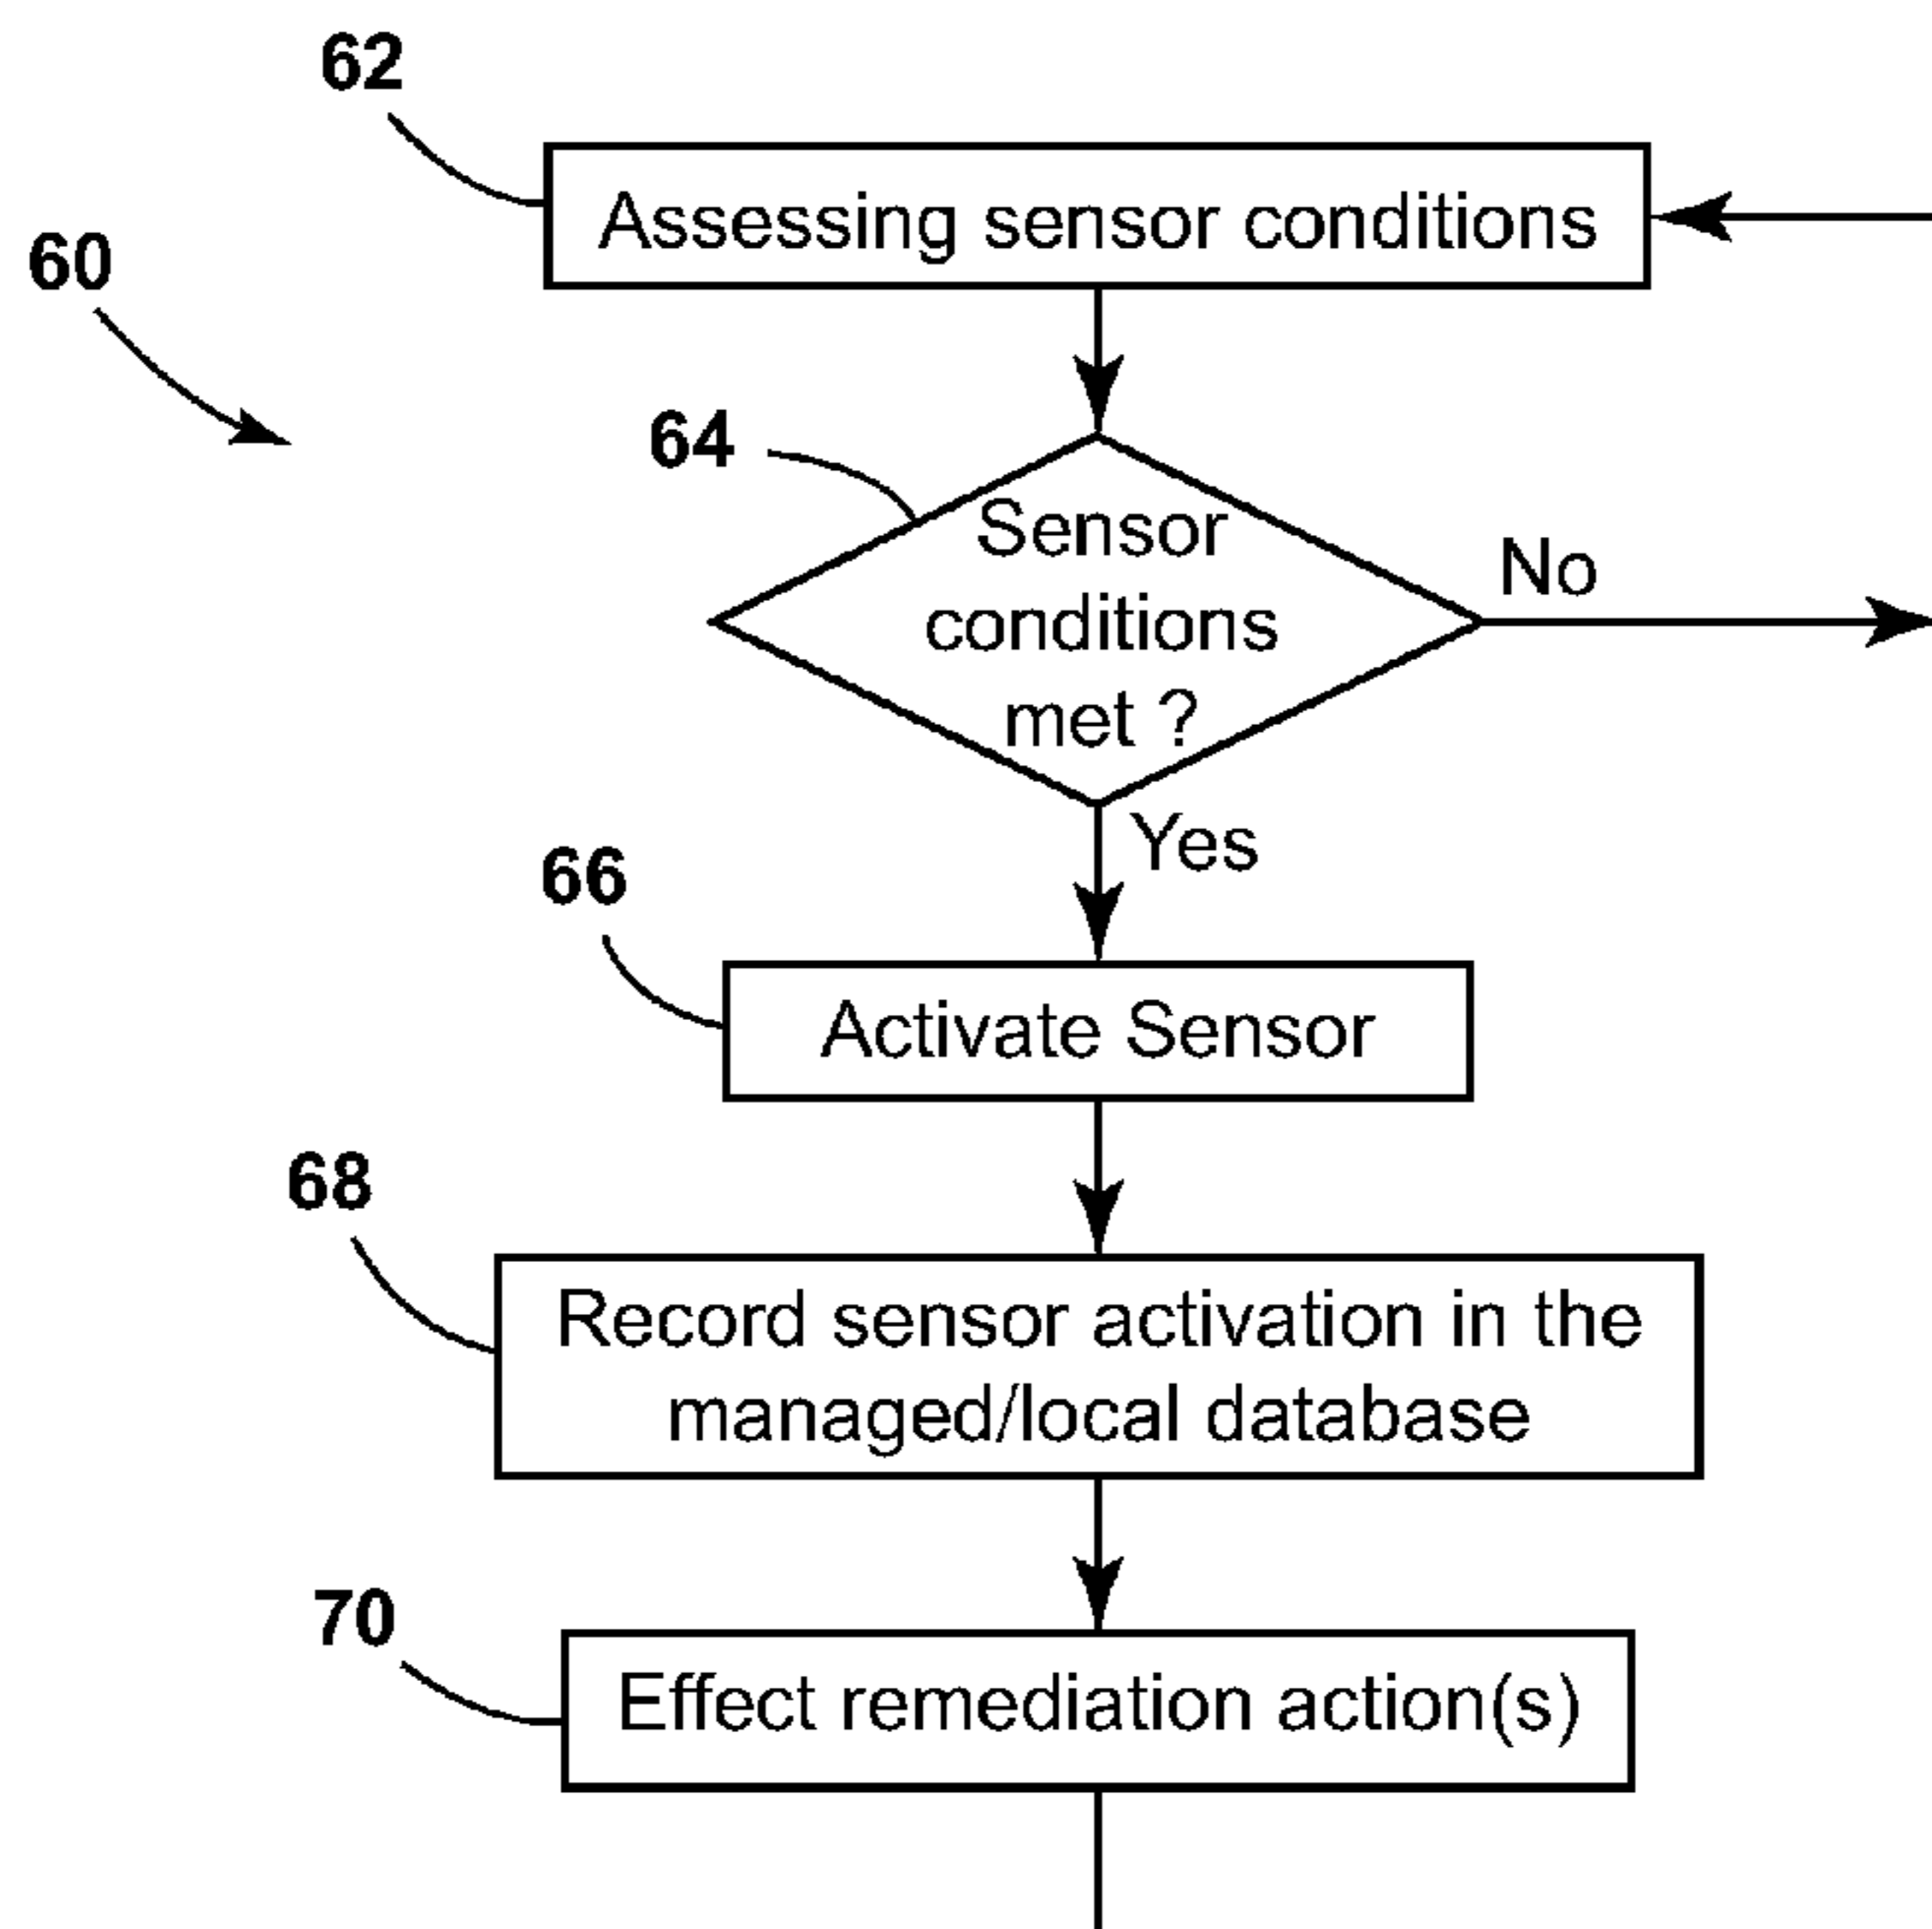 62
Assessing sensor conditions
60
64
Sensor
conditions
met ?
No
Yes
66
Activate Sensor
68
Record sensor activation in the
managed/local database
70
Effect remediation action(s)